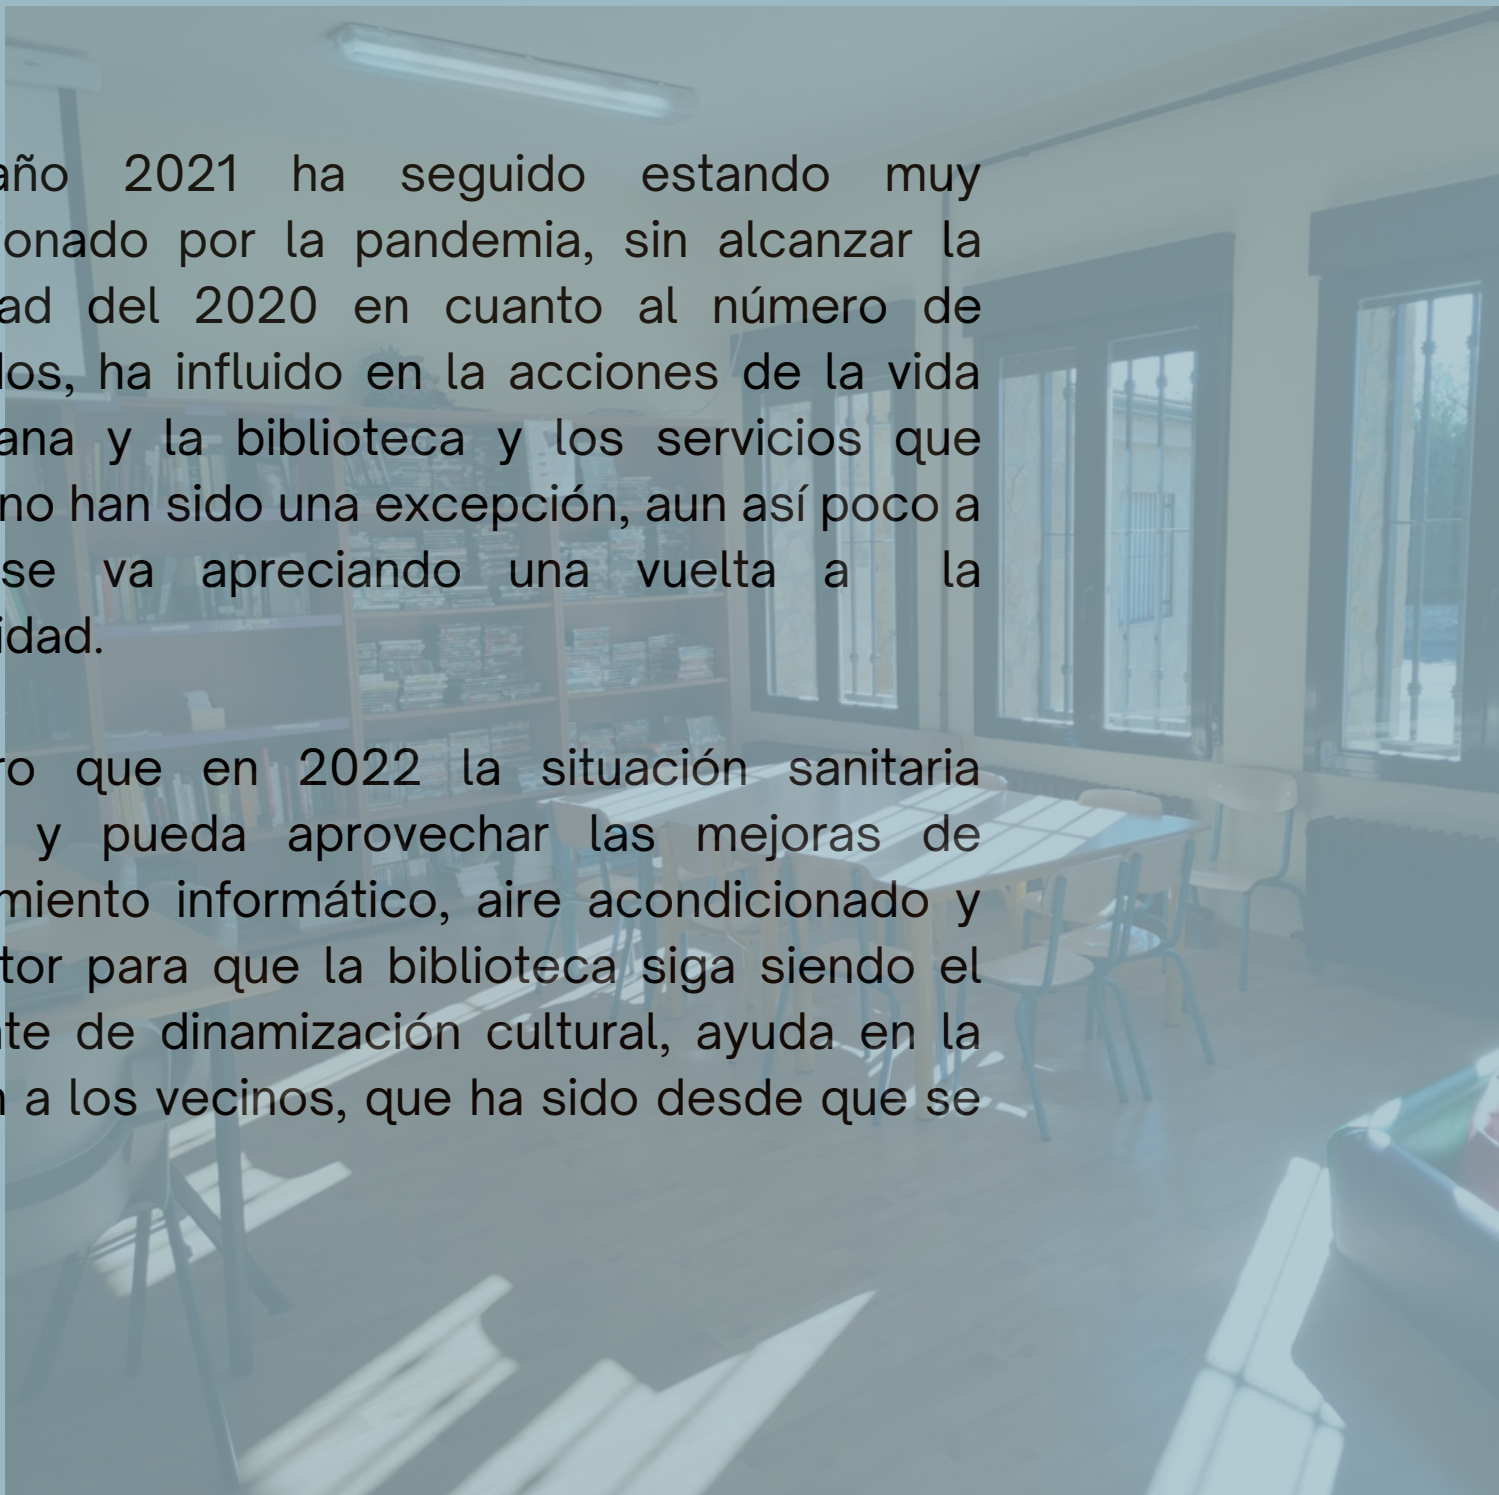 año 2021 ha seguido estando muy
ionado por la pandemia, sin alcanzar la
ad del 2020 en cuanto al número de
dos, ha influido en la acciones de la vida
ana y la biblioteca y los servicios que
no han sido una excepción, aun así poco a
se va apreciando una vuelta a la
idad.
ro que en 2022 la situación sanitaria
y pueda aprovechar las mejoras de
miento informático, aire acondicionado y
tor para que la biblioteca siga siendo el
te de dinamización cultural, ayuda en la
n a los vecinos, que ha sido desde que se